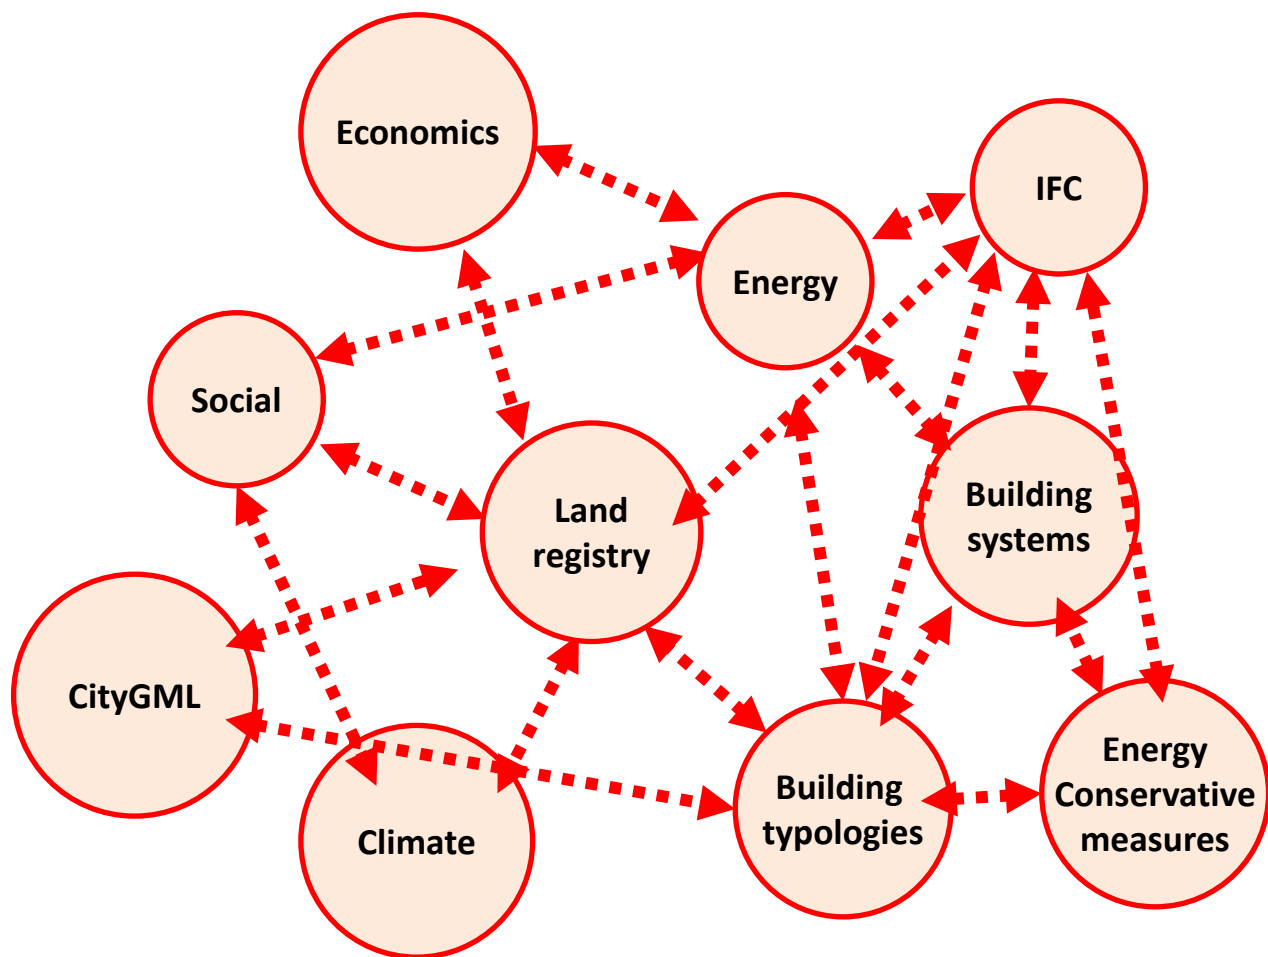 Economics
IFC
Energy
Social
Land
registry
Building
systems
CityGML
Climate
Building
typologies
Energy
Conservative
measures